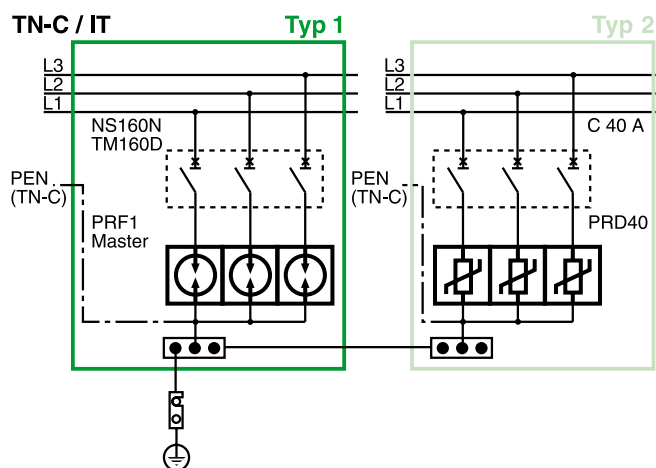 TN-C / IT
Typ 1
Typ 2
L3
L2
L1
NS160N
TM160D
PEN
(TN-C)
PRF1
Master
L3
L2
L1
C 40 A
PEN
(TN-C)
PRD40